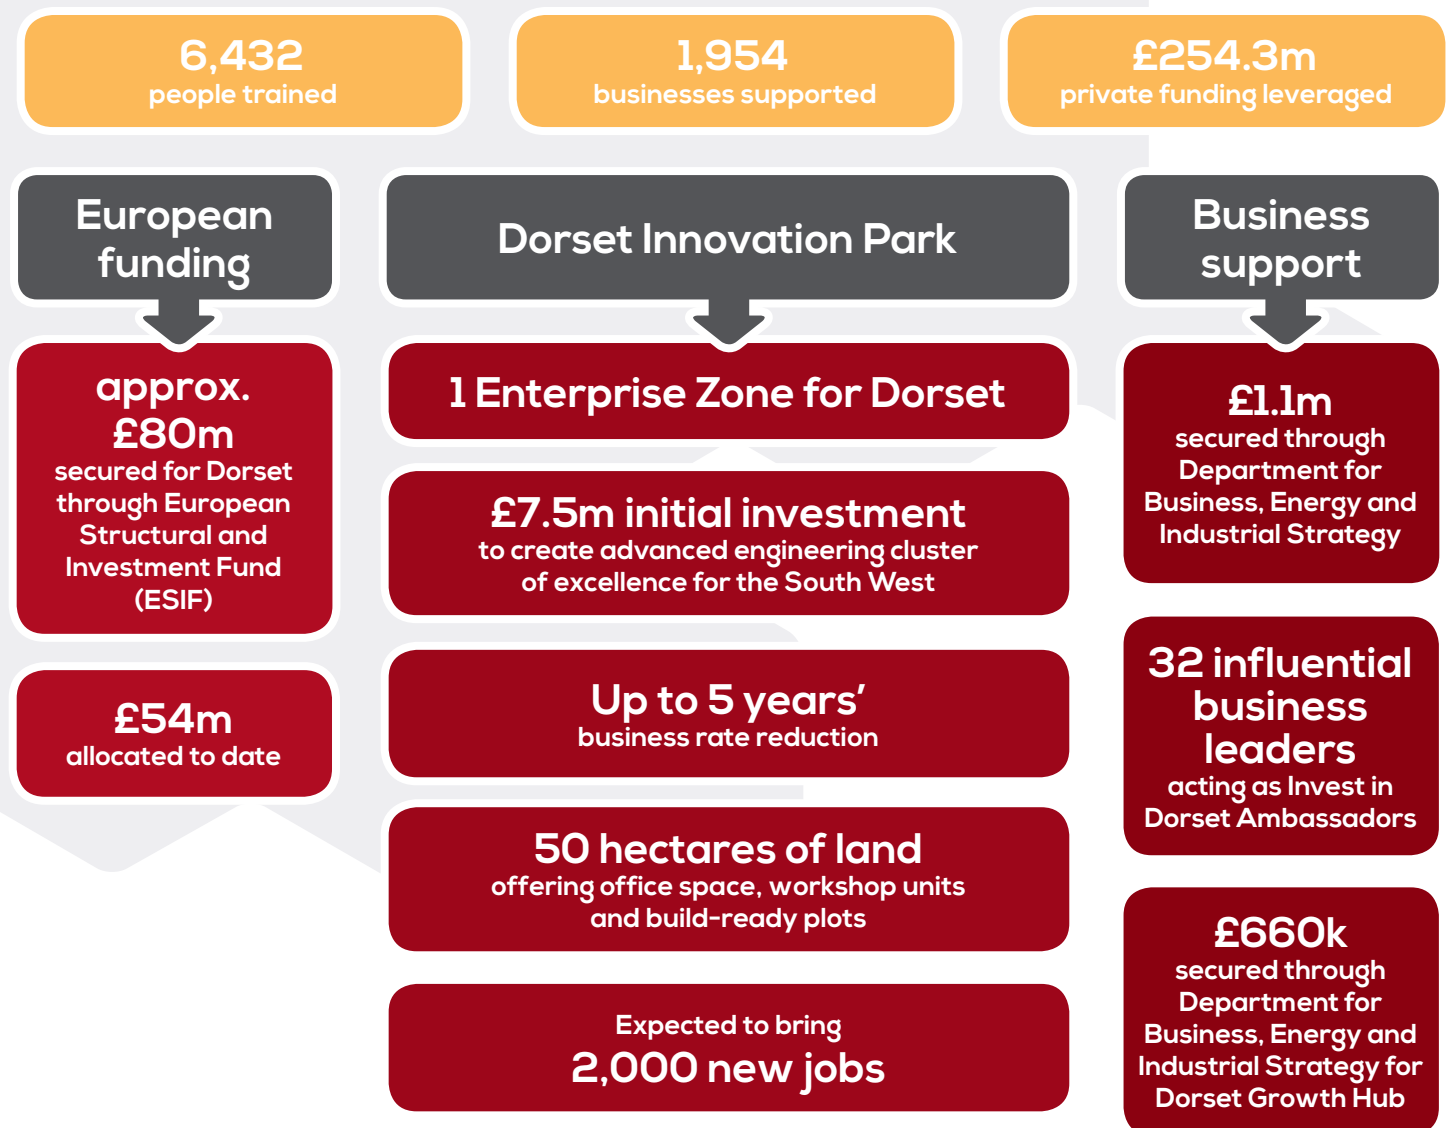 6,432
people trained
1,954
businesses supported
£254.3m
private funding leveraged
European
funding
approx.
£80m
secured for Dorset
through European
Structural and
Investment Fund
(ESIF)
£54m
allocated to date
Dorset Innovation Park
1 Enterprise Zone for Dorset
£7.5m initial investment
to create advanced engineering cluster
of excellence for the South West
Up to 5 years’
business rate reduction
50 hectares of land
offering office space, workshop units
and build-ready plots
Expected to bring
2,000 new jobs
Business
support
£1.1m
secured through
Department for
Business, Energy and
Industrial Strategy
32 influential
business
leaders
acting as Invest in
Dorset Ambassadors
£660k
secured through
Department for
Business, Energy and
Industrial Strategy for
Dorset Growth Hub